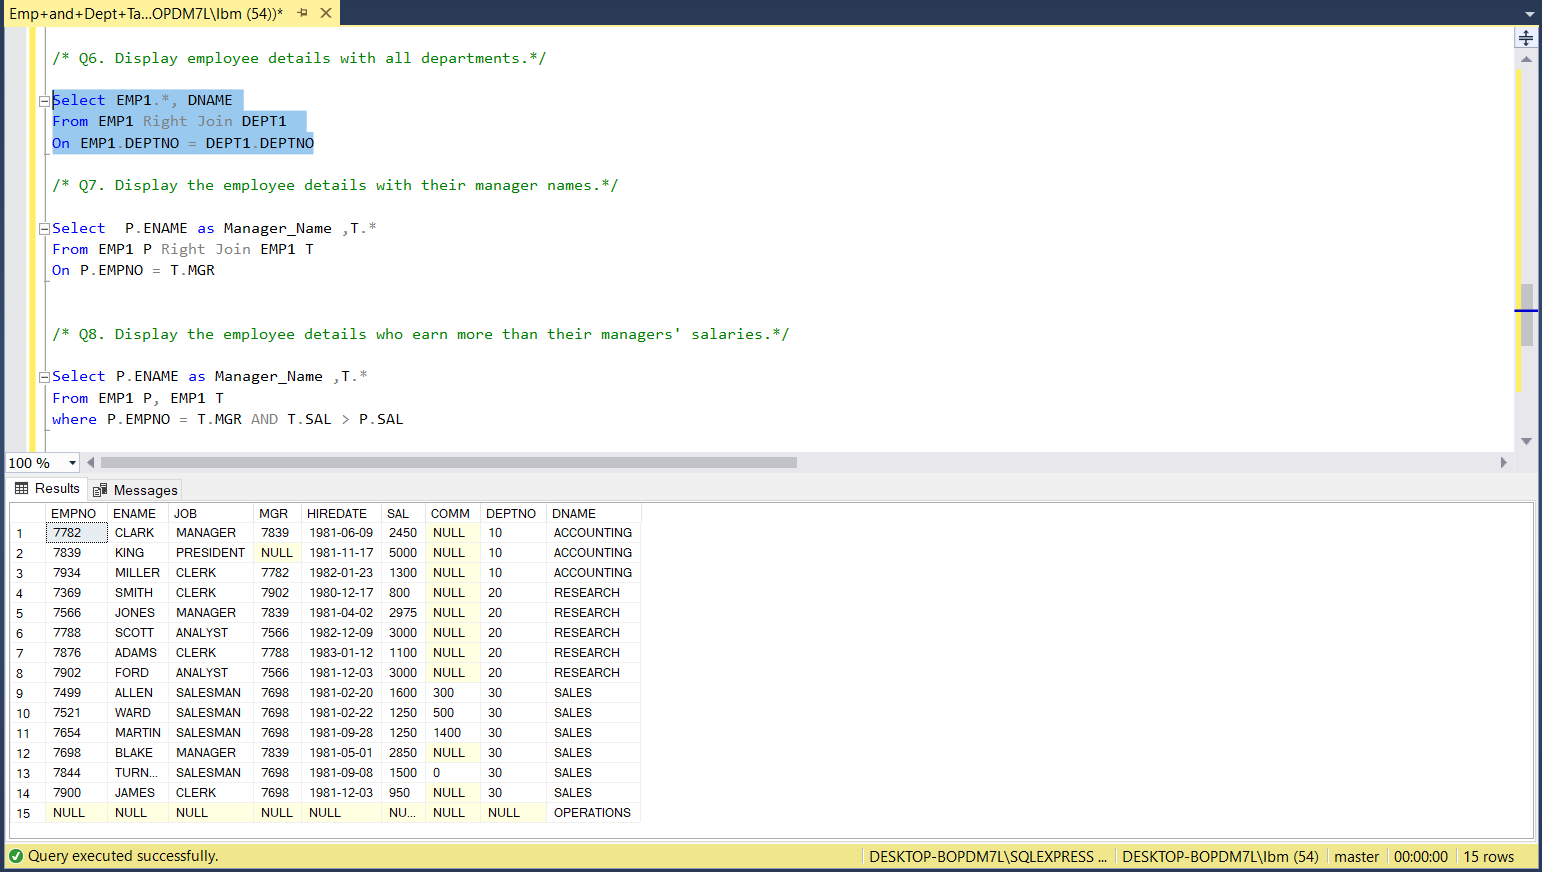 Emp+and+Dept+Ta...OPDM7L\Ibm (54))*
/* Q6. Display employee details with all departments.*/
Select EMP1.*, DNAME
From EMP1 Right Join DEPT1
On EMP1.DEPTNO = DEPT1.DEPTNO
/* Q7. Display the employee details with their manager names.*/
Select  P.ENAME as Manager_Name ,T.*
From EMP1 P Right Join EMP1 T
On P.EMPNO = T.MGR
/* Q8. Display the employee details who earn more than their managers' salaries.*/
Select P.ENAME as Manager_Name ,T.*
From EMP1 P, EMP1 T
where P.EMPNO = T.MGR AND T.SAL > P.SAL
100 %
Results Messages
EMPNO ENAME JOB MGR HIREDATE SAL COMM DEPTNO DNAME
1 7782 CLARK MANAGER 7839 1981-06-09 2450 NULL 10 ACCOUNTING
2 7839 KING PRESIDENT NULL 1981-11-17 5000 NULL 10 ACCOUNTING
3 7934 MILLER CLERK 7782 1982-01-23 1300 NULL 10 ACCOUNTING
4 7369 SMITH CLERK 7902 1980-12-17 800 NULL 20 RESEARCH
5 7566 JONES MANAGER 7839 1981-04-02 2975 NULL 20 RESEARCH
6 7788 SCOTT ANALYST 7566 1982-12-09 3000 NULL 20 RESEARCH
7 7876 ADAMS CLERK 7788 1983-01-12 1100 NULL 20 RESEARCH
8 7902 FORD ANALYST 7566 1981-12-03 3000 NULL 20 RESEARCH
9 7499 ALLEN SALESMAN 7698 1981-02-20 1600 300 30 SALES
10 7521 WARD SALESMAN 7698 1981-02-22 1250 500 30 SALES
11 7654 MARTIN SALESMAN 7698 1981-09-28 1250 1400 30 SALES
12 7698 BLAKE MANAGER 7839 1981-05-01 2850 NULL 30 SALES
13 7844 TURN... SALESMAN 7698 1981-09-08 1500 0 30 SALES
14 7900 JAMES CLERK 7698 1981-12-03 950 NULL 30 SALES
15 NULL NULL NULL NULL NULL NU... NULL NULL OPERATIONS
Query executed successfully. DESKTOP-BOPDM7L\SQLEXPRESS ... DESKTOP-BOPDM7L\Ibm (54) master 00:00:00 15 rows